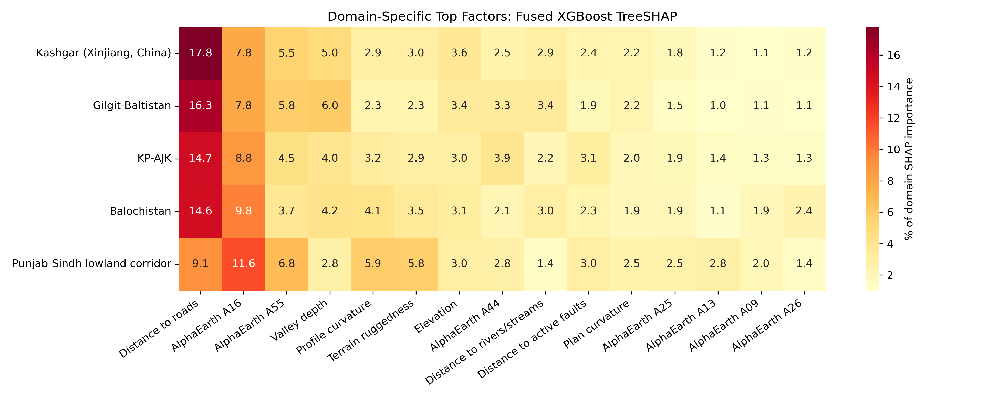 Domain-Specific Top Factors: Fused XGBoost TreeSHAP
Kashgar (Xinjiang, China) 17.8 7.8 5.5 5.0 2.9 3.0 3.6 2.5 2.9 2.4 2.2 1.8 1.2 1.1 1.2
Gilgit-Baltistan 16.3 7.8 5.8 6.0 2.3 2.3 3.4 3.3 3.4 1.9 2.2 1.5 1.0 1.1 1.1
KP-AJK 14.7 8.8 4.5 4.0 3.2 2.9 3.0 3.9 2.2 3.1 2.0 1.9 1.4 1.3 1.3
Balochistan 14.6 9.8 3.7 4.2 4.1 3.5 3.1 2.1 3.0 2.3 1.9 1.9 1.1 1.9 2.4
Punjab-Sindh lowland corridor 9.1 11.6 6.8 2.8 5.9 5.8 3.0 2.8 1.4 3.0 2.5 2.5 2.8 2.0 1.4
Distance to roads
AlphaEarth A16
AlphaEarth A55
Valley depth
Profile curvature
Terrain ruggedness
Elevation
AlphaEarth A44
Distance to rivers/streams
Distance to active faults
Plan curvature
AlphaEarth A25
AlphaEarth A13
AlphaEarth A09
AlphaEarth A26
16
14
12
10
8
6
4
2
% of domain SHAP importance